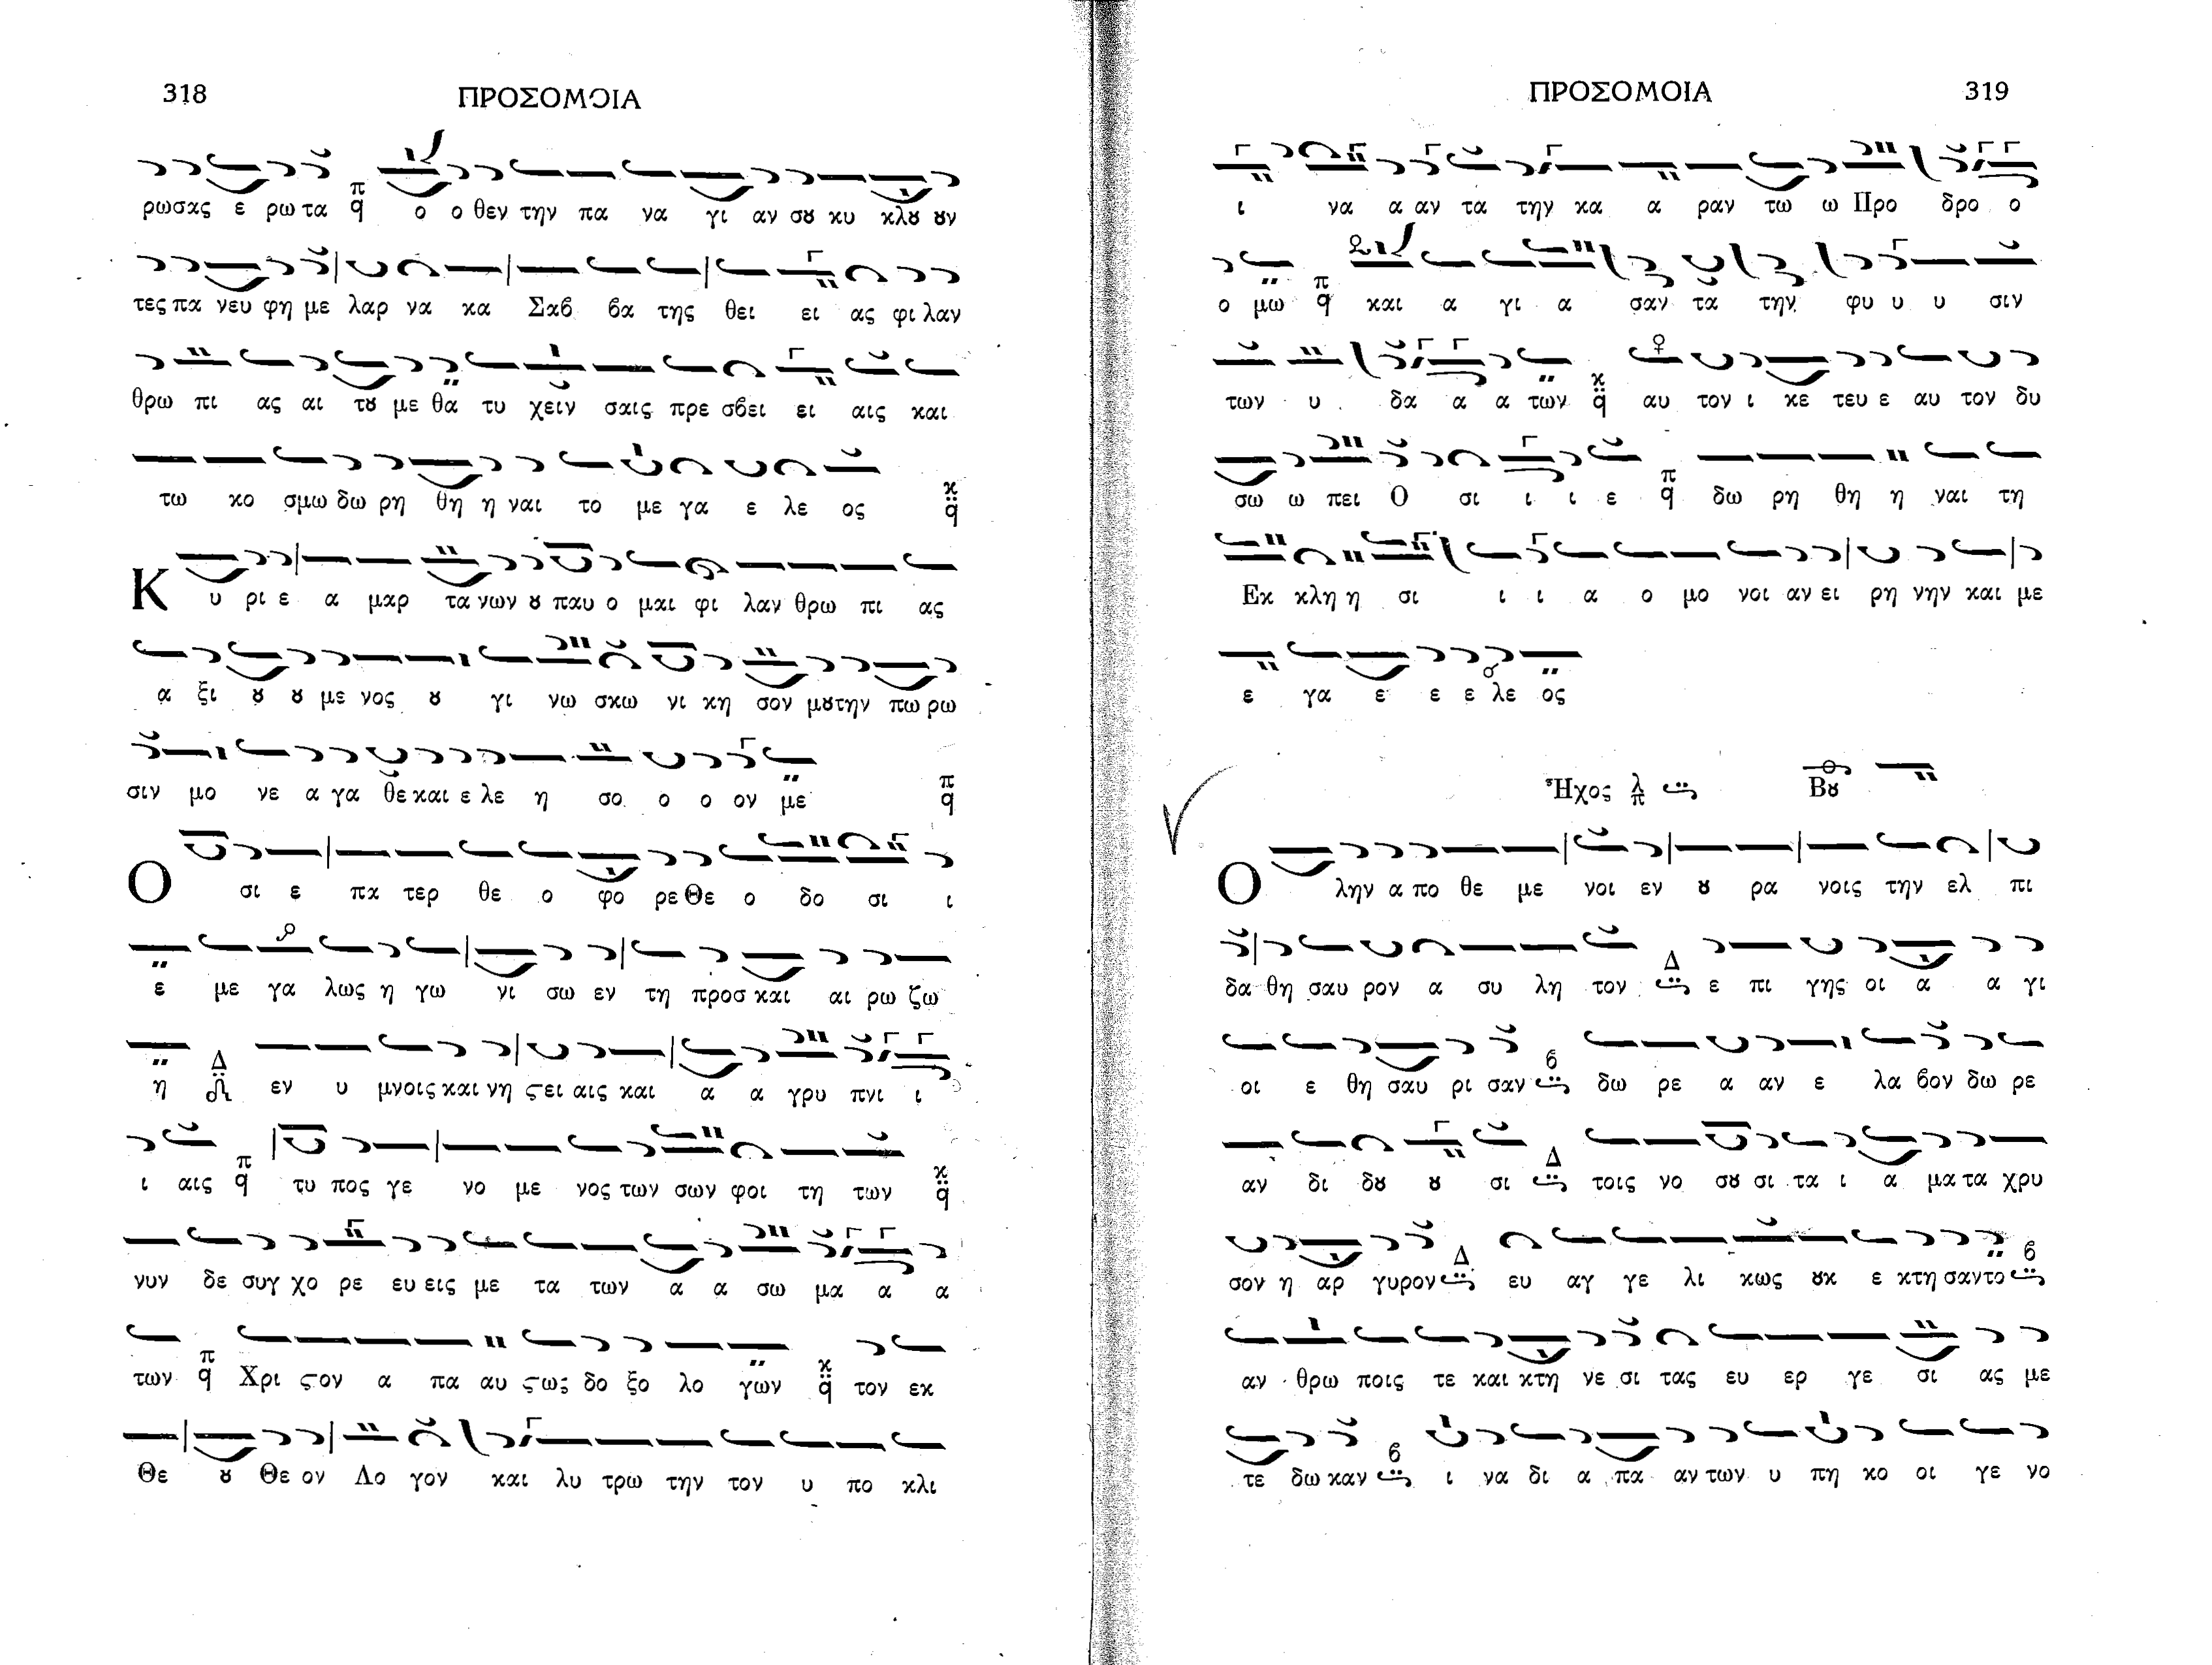 318 ΠΡΟΣΟΜΟΙΑ
ρωσας ε ρω τα ο ο θεν την πα να γι αν σȣ κυ κλȣ ȣν
τες πα νευ φη με λαρ να κα Σαβ βα της θει ει ας φι λαν
θρω πι ας αι τȣ με θα τυ χειν σαις πρε σβει ει αις και
τω κο σμω δω ρη θη η ναι το με γα ε λε ος
Κ υ ρι ε α μαρ τα νων ȣ παυ ο μαι φι λαν θρω πι ας
α ξι ȣ ȣ με νος ȣ γι νω σκω νι κη σον μȣ την πω ρω
σιν μο νε α γα θε και ε λε η σο ο ο ον με
Ο σι ε πα τερ θε ο φο ρε Θε ο δο σι ι
ε με γα λως η γω νι σω εν τη προσ και αι ρω ζω
η Δ εν υ μνοις και νη ϛει αις και α α γρυ πνι ι
ι αις τυ πος γε νο με νος των σων φοι τη των
νυν δε συγ χο ρε ευ εις με τα των α α σω μα α α
των Χρι ϛον α πα αυ ϛως δο ξο λο γων τον εκ
Θε ȣ Θε ον Λο γον και λυ τρω την τον υ πο κλι
ΠΡΟΣΟΜΟΙΑ 319
ι να α αν τα την κα α ραν τω ω Προ δρο ο
ο μω και α γι α σαν τα την φυ υ υ σιν
των υ δα α α των αυ τον ι κε τευ ε αυ τον δυ
σω ω πει Ο σι ι ι ε δω ρη θη η ναι τη
Εκ κλη η σι ι ι α ο μο νοι αν ει ρη νην και με
ε γα ε ε ε λε ος
Ἦχος λ π Βȣ
Ο λην α πο θε με νοι εν ȣ ρα νοις την ελ πι
δα θη σαυ ρον α συ λη τον Δ ε πι γης οι α α γι
οι ε θη σαυ ρι σαν β δω ρε α αν ε λα βον δω ρε
αν δι δȣ ȣ σι Δ τοις νο σȣ σι τα ι α μα τα χρυ
σον η αρ γυρον Δ ευ αγ γε λι κως ȣκ ε κτη σαντο β
αν θρω ποις τε και κτη νε σι τας ευ ερ γε σι ας με
τε δω καν β ι να δι α πα αν των υ πη κο οι γε νο